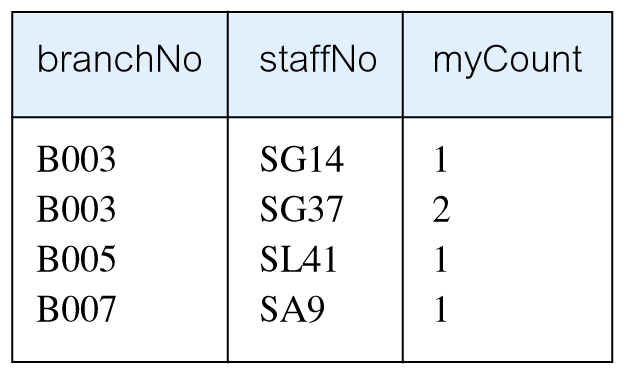 branchNo staffNo myCount
B003 SG14 1
B003 SG37 2
B005 SL41 1
B007 SA9 1